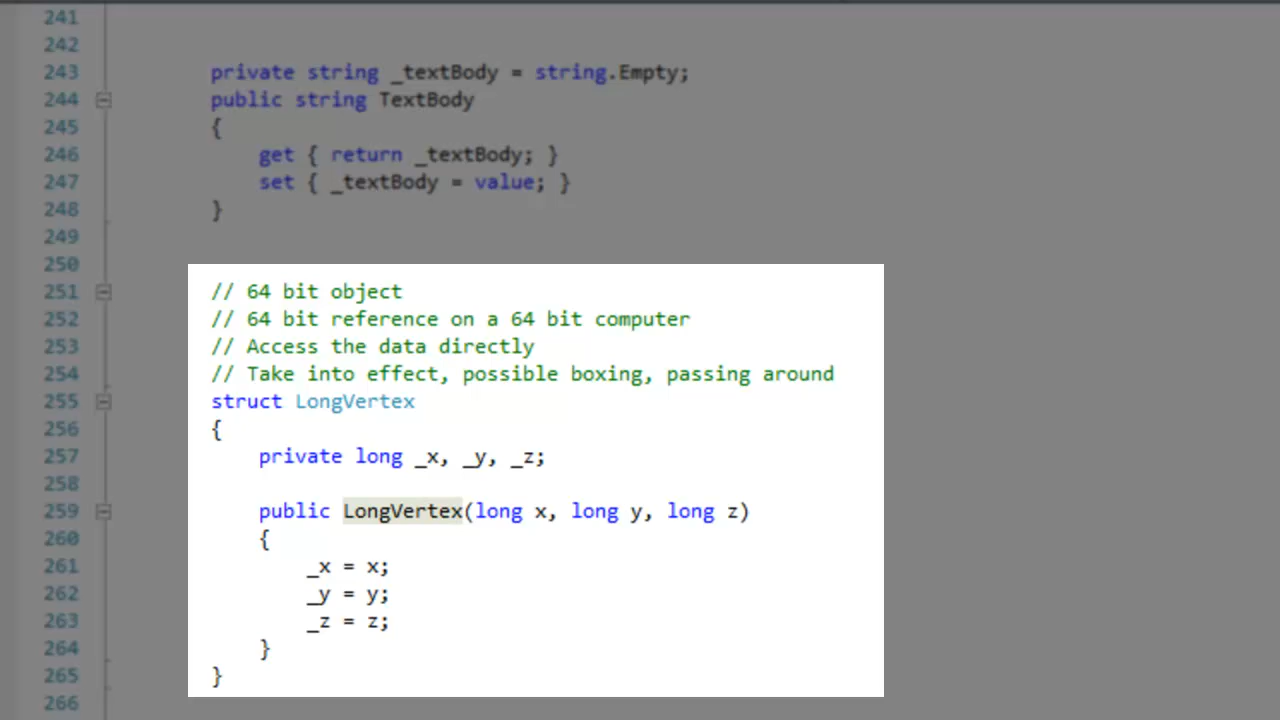 241
242
243 private string _textBody = string.Empty;
244 public string TextBody
245 {
246 get { return _textBody; }
247 set { _textBody = value; }
248 }
249
250
251 // 64 bit object
252 // 64 bit reference on a 64 bit computer
253 // Access the data directly
254 // Take into effect, possible boxing, passing around
255 struct LongVertex
256 {
257 private long _x, _y, _z;
258
259 public LongVertex(long x, long y, long z)
260 {
261 _x = x;
262 _y = y;
263 _z = z;
264 }
265 }
266